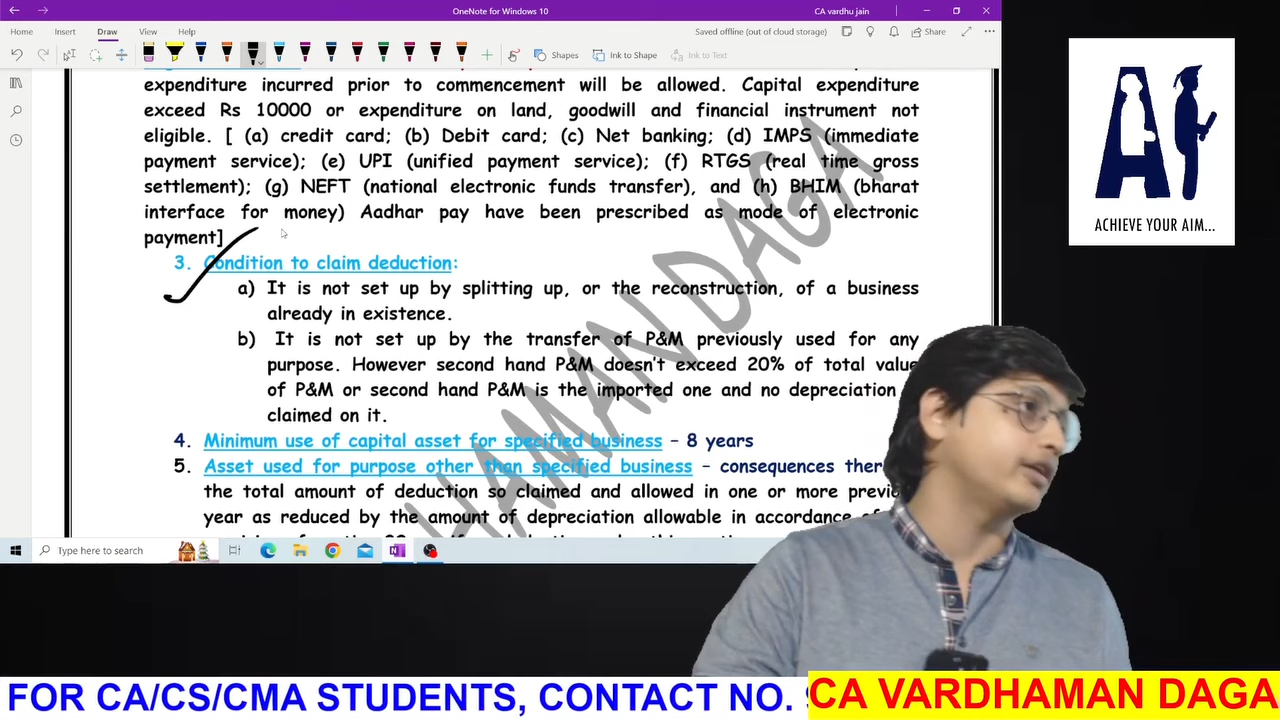 OneNote for Windows 10
CA vardhu jain
Home Insert Draw View Help
Saved offline (out of cloud storage)
Share
Shapes
Ink to Shape
Ink to Text
expenditure incurred prior to commencement will be allowed. Capital expenditure
exceed Rs 10000 or expenditure on land, goodwill and financial instrument not
eligible. [ (a) credit card; (b) Debit card; (c) Net banking; (d) IMPS (immediate
payment service); (e) UPI (unified payment service); (f) RTGS (real time gross
settlement); (g) NEFT (national electronic funds transfer), and (h) BHIM (bharat
interface for money) Aadhar pay have been prescribed as mode of electronic
payment]
3. Condition to claim deduction:
a) It is not set up by splitting up, or the reconstruction, of a business
already in existence.
b) It is not set up by the transfer of P&M previously used for any
purpose. However second hand P&M doesn't exceed 20% of total value
of P&M or second hand P&M is the imported one and no depreciation
claimed on it.
4. Minimum use of capital asset for specified business - 8 years
5. Asset used for purpose other than specified business - consequences
the total amount of deduction so claimed and allowed in one or more
year as reduced by the amount of depreciation allowable in accordance
HAMAN DAGA
Type here to search
ACHIEVE YOUR AIM...
FOR CA/CS/CMA STUDENTS, CONTACT NO.
CA VARDHAMAN DAGA